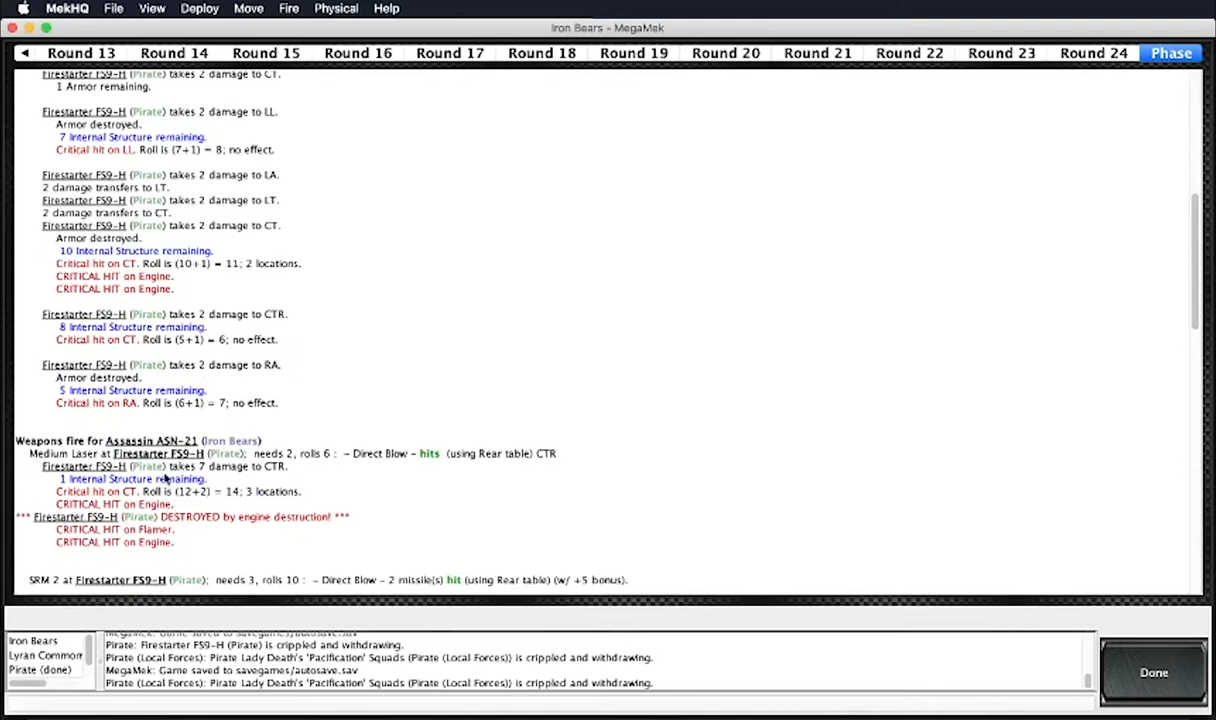 MekHQ File View Deploy Move Fire Physical Help
Iron Bears - MegaMek
Round 13 Round 14 Round 15 Round 16 Round 17 Round 18 Round 19 Round 20 Round 21 Round 22 Round 23 Round 24 Phase
Firestarter FS9-H (Pirate) takes 2 damage to CT.
1 Armor remaining.
Firestarter FS9-H (Pirate) takes 2 damage to LL.
Armor destroyed.
7 Internal Structure remaining.
Critical hit on LL. Roll is (7+1) = 8; no effect.
Firestarter FS9-H (Pirate) takes 2 damage to LA.
2 damage transfers to LT.
Firestarter FS9-H (Pirate) takes 2 damage to LT.
2 damage transfers to CT.
Firestarter FS9-H (Pirate) takes 2 damage to CT.
Armor destroyed.
10 Internal Structure remaining.
Critical hit on CT. Roll is (10+1) = 11; 2 locations.
CRITICAL HIT on Engine.
CRITICAL HIT on Engine.
Firestarter FS9-H (Pirate) takes 2 damage to CTR.
8 Internal Structure remaining.
Critical hit on CT. Roll is (5+1) = 6; no effect.
Firestarter FS9-H (Pirate) takes 2 damage to RA.
Armor destroyed.
5 Internal Structure remaining.
Critical hit on RA. Roll is (6+1) = 7; no effect.
Weapons fire for Assassin ASN-21 (Iron Bears)
Medium Laser at Firestarter FS9-H (Pirate); needs 2, rolls 6 : - Direct Blow - hits (using Rear table) CTR
Firestarter FS9-H (Pirate) takes 7 damage to CTR.
1 Internal Structure remaining.
Critical hit on CT. Roll is (12+2) = 14; 3 locations.
CRITICAL HIT on Engine.
*** Firestarter FS9-H (Pirate) DESTROYED by engine destruction! ***
CRITICAL HIT on Flamer.
CRITICAL HIT on Engine.
SRM 2 at Firestarter FS9-H (Pirate); needs 3, rolls 10 : - Direct Blow - 2 missile(s) hit (using Rear table) (w/ +5 bonus).
Iron Bears
Lyran Common
Pirate (done)
MegaMek: Game saved to savegames/autosave.sav
Pirate: Firestarter FS9-H (Pirate) is crippled and withdrawing.
Pirate (Local Forces): Pirate Lady Death's 'Pacification' Squads (Pirate (Local Forces)) is crippled and withdrawing.
MegaMek: Game saved to savegames/autosave.sav
Pirate (Local Forces): Pirate Lady Death's 'Pacification' Squads (Pirate (Local Forces)) is crippled and withdrawing.
Done